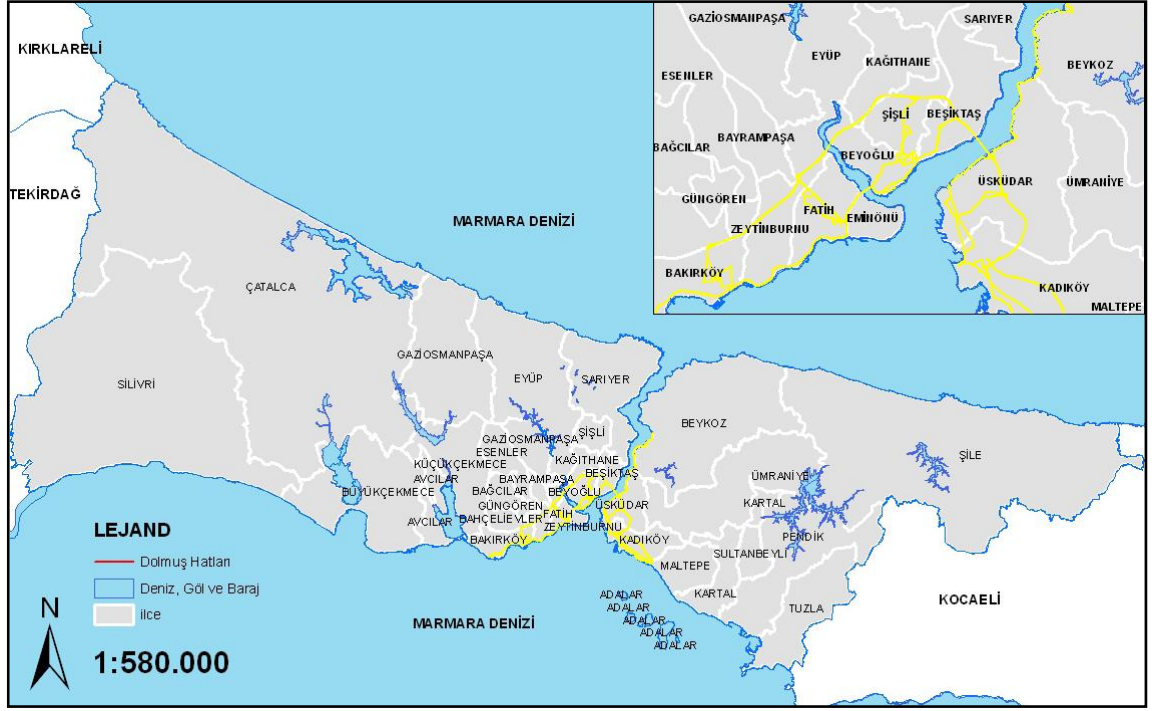 KIRKLARELİ
TEKİRDAĞ
MARMARA DENİZİ
ÇATALCA
SİLİVRİ
GAZİOSMANPAŞA
EYÜP
SARIYER
BEYKOZ
ŞİLE
ŞİŞLİ
GAZİOSMANPAŞA
ESENLER
KAĞITHANE
KÜÇÜKÇEKMECE
BEŞİKTAŞ
AVCILAR
BAYRAMPAŞA
ÜMRANİYE
BÜYÜKÇEKMECE
BAĞCILAR
BEYOĞLU
KARTAL
GÜNGÖREN
ÜSKÜDAR
AVCILAR
BAHÇELİEVLER
FATİH
ZEYTİNBURNU
BAKIRKÖY
KADIKÖY
PENDİK
SULTANBEYLİ
MALTEPE
KARTAL
TUZLA
KOCAELİ
ADALAR
ADALAR
ADALAR
ADALAR
ADALAR
MARMARA DENİZİ
LEJAND
Dolmuş Hatları
Deniz, Göl ve Baraj
ilce
N
1:580.000
GAZİOSMANPAŞA
SARIYER
EYÜP
KAĞITHANE
BEYKOZ
ESENLER
ŞİŞLİ
BEŞİKTAŞ
BAYRAMPAŞA
BAĞCILAR
BEYOĞLU
ÜSKÜDAR
ÜMRANİYE
GÜNGÖREN
FATİH
EMİNÖNÜ
ZEYTİNBURNU
BAKIRKÖY
KADIKÖY
MALTEPE